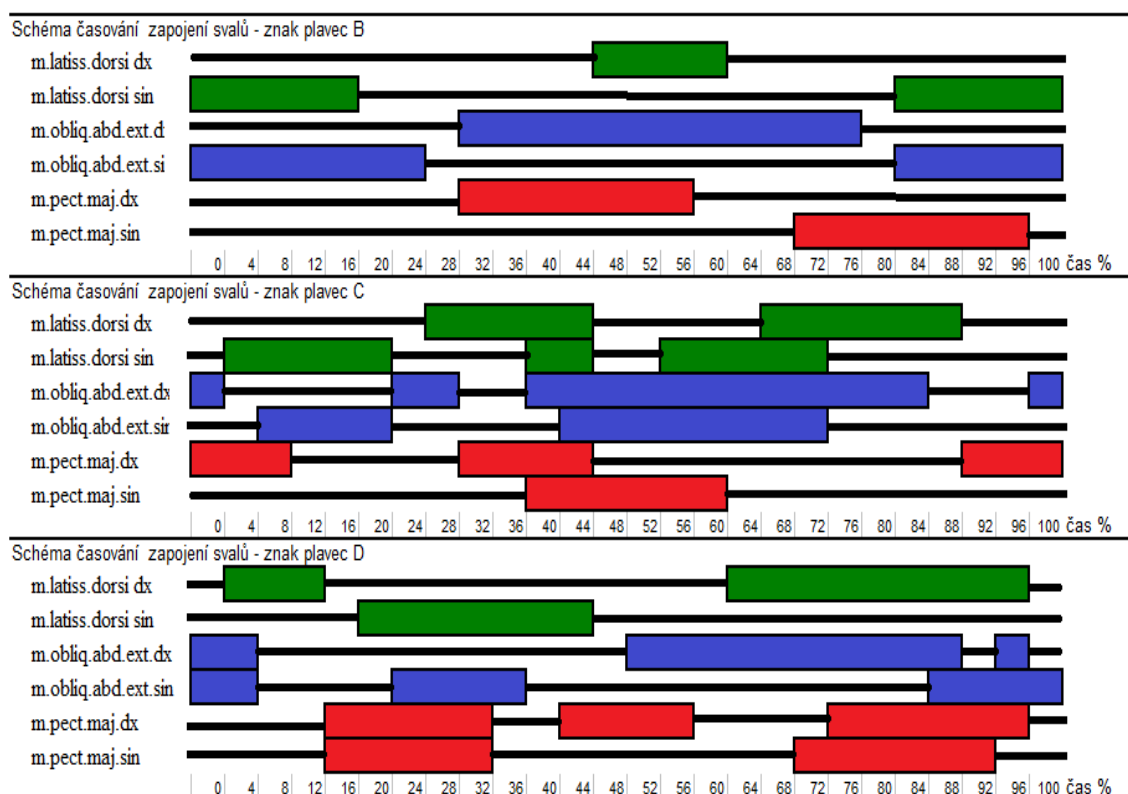 Schéma časování zapojení svalů - znak plavec B
m.latiss.dorsi dx
m.latiss.dorsi sin
m.obliq.abd.ext.d
m.obliq.abd.ext.si
m.pect.maj.dx
m.pect.maj.sin
0 4 8 12 16 20 24 28 32 36 40 44 48 52 56 60 64 68 72 76 80 84 88 92 96 100 čas %
Schéma časování zapojení svalů - znak plavec C
m.latiss.dorsi dx
m.latiss.dorsi sin
m.obliq.abd.ext.dx
m.obliq.abd.ext.sin
m.pect.maj.dx
m.pect.maj.sin
0 4 8 12 16 20 24 28 32 36 40 44 48 52 56 60 64 68 72 76 80 84 88 92 96 100 čas %
Schéma časování zapojení svalů - znak plavec D
m.latiss.dorsi dx
m.latiss.dorsi sin
m.obliq.abd.ext.dx
m.obliq.abd.ext.sin
m.pect.maj.dx
m.pect.maj.sin
0 4 8 12 16 20 24 28 32 36 40 44 48 52 56 60 64 68 72 76 80 84 88 92 96 100 čas %